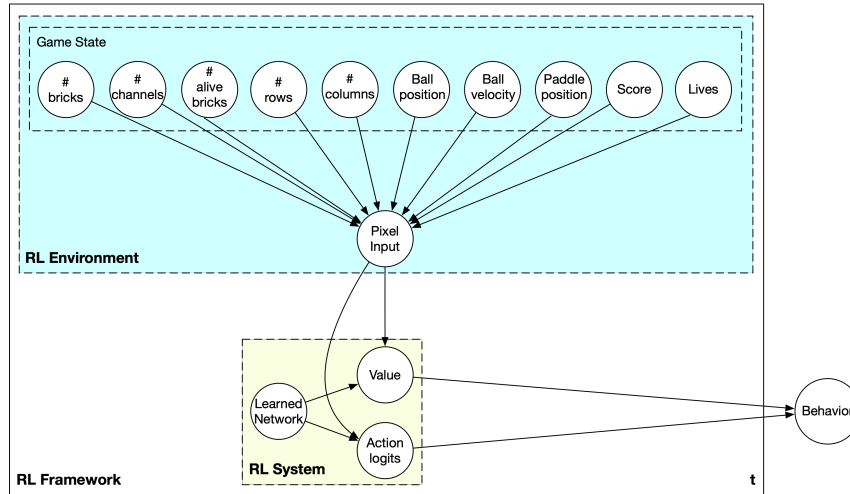 Game State
#
bricks
#
channels
#
alive
bricks
#
rows
#
columns
Ball
position
Ball
velocity
Paddle
position
Score
Lives
Pixel
Input
RL Environment
Value
Learned
Network
Action
logits
RL System
Behavior
RL Framework
t